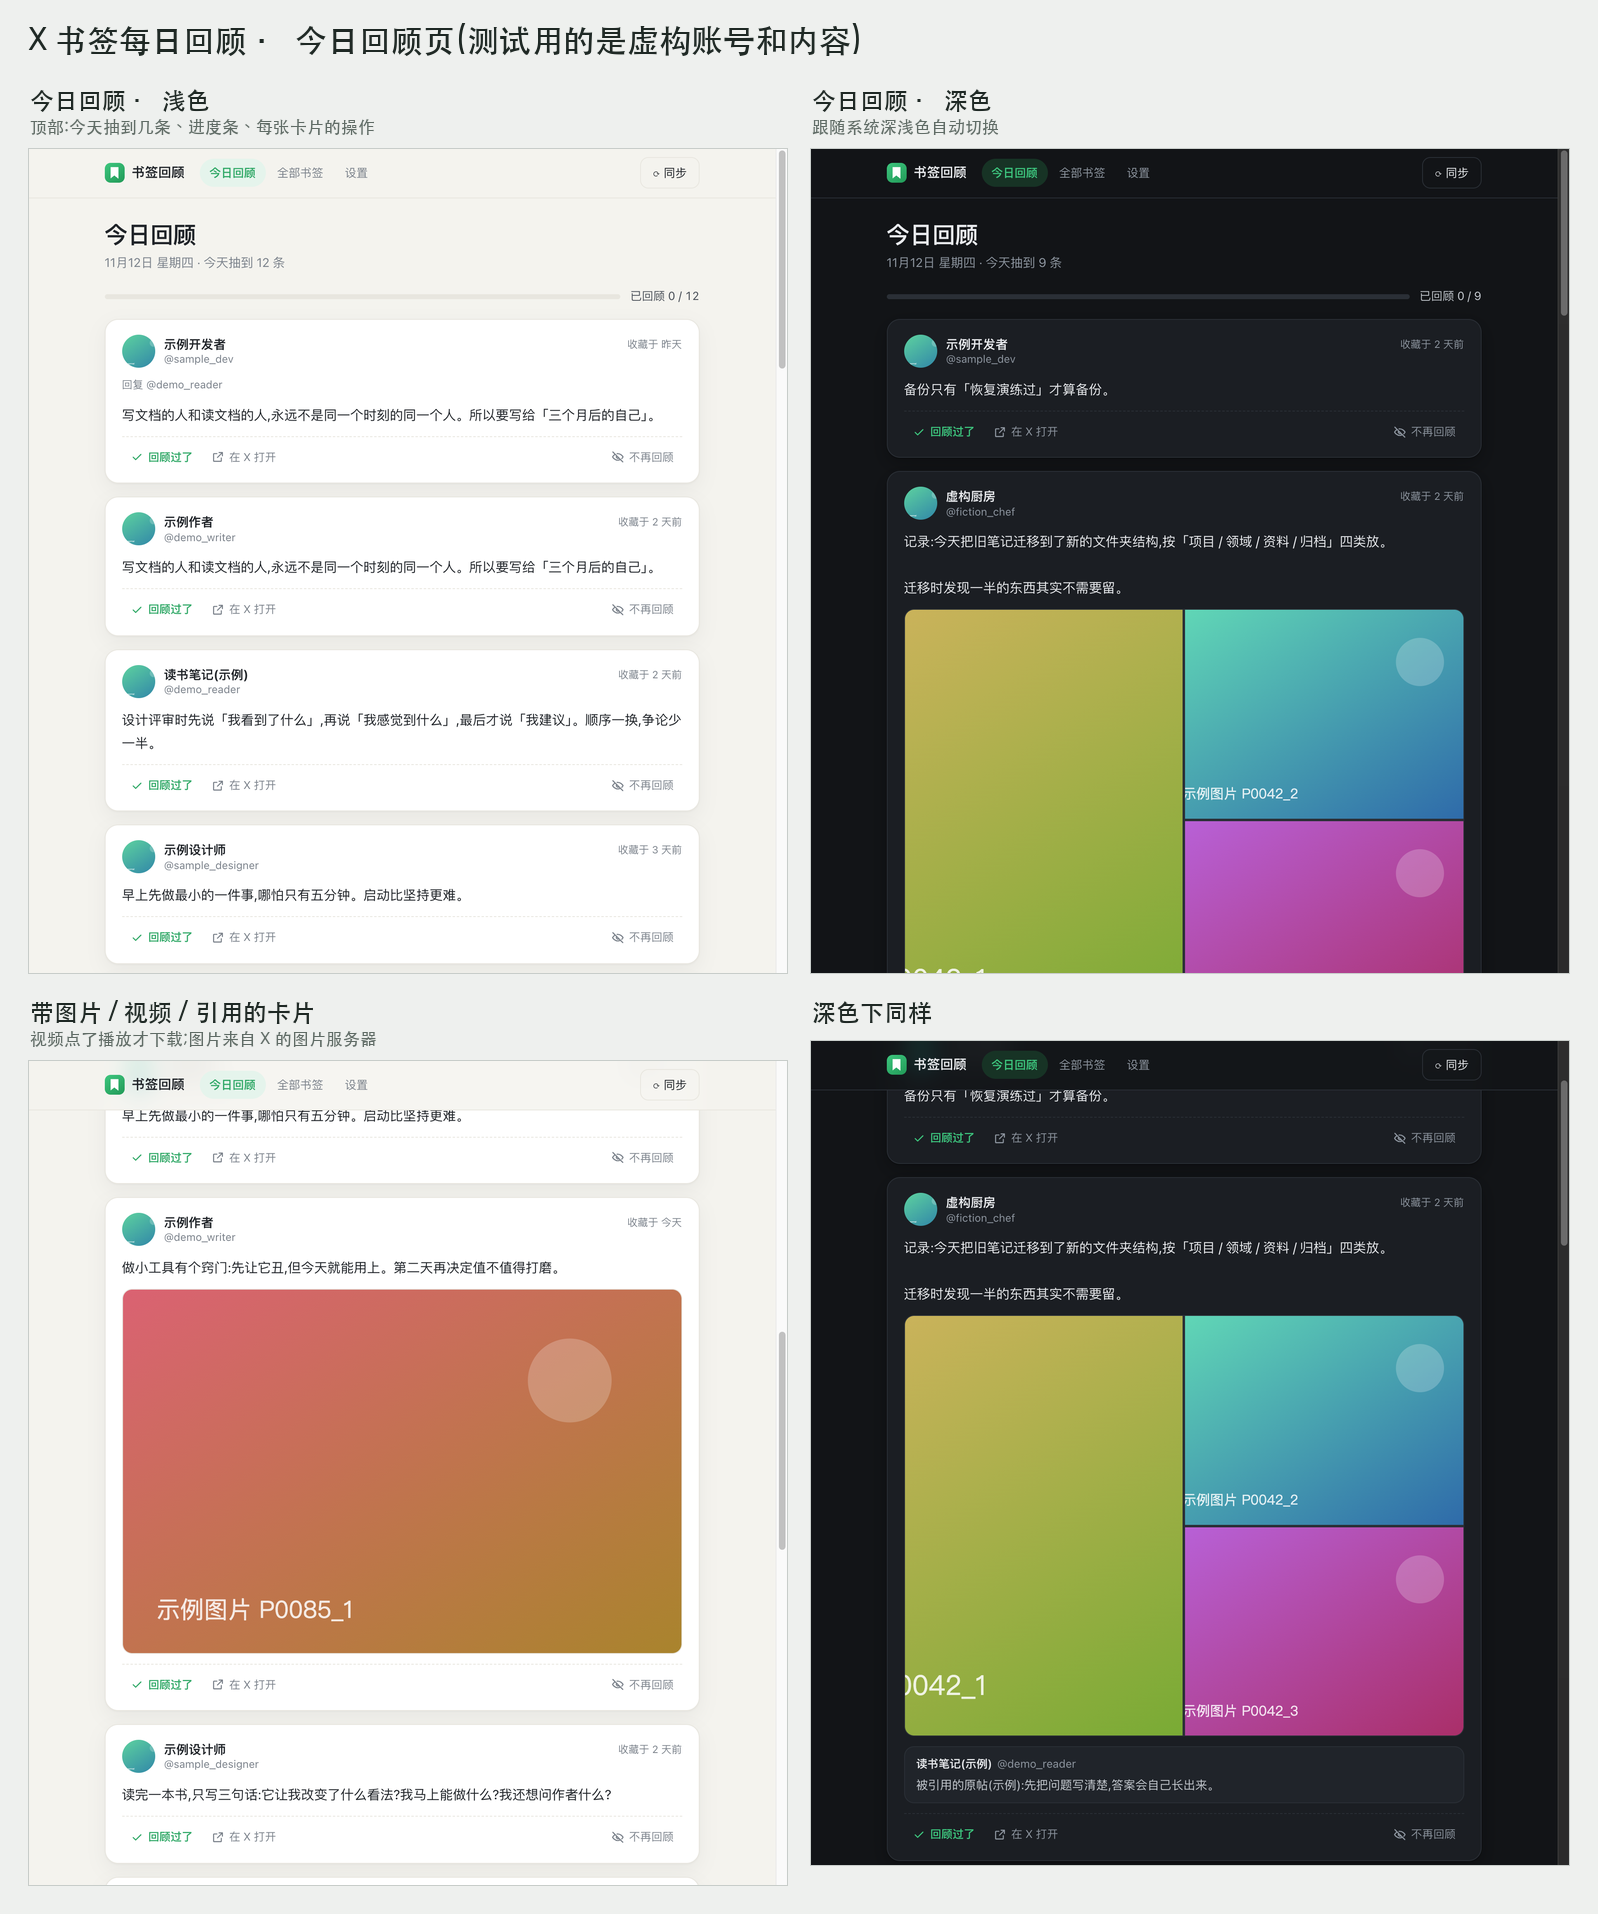 X 书签每日回顾 · 今日回顾页(测试用的是虚构账号和内容)
今日回顾 · 浅色
顶部:今天抽到几条、进度条、每张卡片的操作
书签回顾 今日回顾 全部书签 设置 同步
今日回顾
11月12日 星期四 · 今天抽到 12 条
已回顾 0 / 12
示例开发者 收藏于 昨天
@sample_dev
回复 @demo_reader
写文档的人和读文档的人,永远不是同一个时刻的同一个人。所以要写给「三个月后的自己」。
回顾过了 在 X 打开 不再回顾
示例作者 收藏于 2 天前
@demo_writer
写文档的人和读文档的人,永远不是同一个时刻的同一个人。所以要写给「三个月后的自己」。
回顾过了 在 X 打开 不再回顾
读书笔记(示例) 收藏于 2 天前
@demo_reader
设计评审时先说「我看到了什么」,再说「我感觉到什么」,最后才说「我建议」。顺序一换,争论少
一半。
回顾过了 在 X 打开 不再回顾
示例设计师 收藏于 3 天前
@sample_designer
早上先做最小的一件事,哪怕只有五分钟。启动比坚持更难。
回顾过了 在 X 打开 不再回顾
今日回顾 · 深色
跟随系统深浅色自动切换
书签回顾 今日回顾 全部书签 设置 同步
今日回顾
11月12日 星期四 · 今天抽到 9 条
已回顾 0 / 9
示例开发者 收藏于 2 天前
@sample_dev
备份只有「恢复演练过」才算备份。
回顾过了 在 X 打开 不再回顾
虚构厨房 收藏于 2 天前
@fiction_chef
记录:今天把旧笔记迁移到了新的文件夹结构,按「项目 / 领域 / 资料 / 归档」四类放。
迁移时发现一半的东西其实不需要留。
示例图片 P0042_2
0042_1
带图片 / 视频 / 引用的卡片
视频点了播放才下载;图片来自 X 的图片服务器
书签回顾 今日回顾 全部书签 设置 同步
早上先做最小的一件事,哪怕只有五分钟。启动比坚持更难。
回顾过了 在 X 打开 不再回顾
示例作者 收藏于 今天
@demo_writer
做小工具有个窍门:先让它丑,但今天就能用上。第二天再决定值不值得打磨。
示例图片 P0085_1
回顾过了 在 X 打开 不再回顾
示例设计师 收藏于 2 天前
@sample_designer
读完一本书,只写三句话:它让我改变了什么看法?我马上能做什么?我还想问作者什么?
回顾过了 在 X 打开 不再回顾
深色下同样
书签回顾 今日回顾 全部书签 设置 同步
备份只有「恢复演练过」才算备份。
回顾过了 在 X 打开 不再回顾
虚构厨房 收藏于 2 天前
@fiction_chef
记录:今天把旧笔记迁移到了新的文件夹结构,按「项目 / 领域 / 资料 / 归档」四类放。
迁移时发现一半的东西其实不需要留。
示例图片 P0042_2
0042_1
示例图片 P0042_3
读书笔记(示例) @demo_reader
被引用的原帖(示例):先把问题写清楚,答案会自己长出来。
回顾过了 在 X 打开 不再回顾